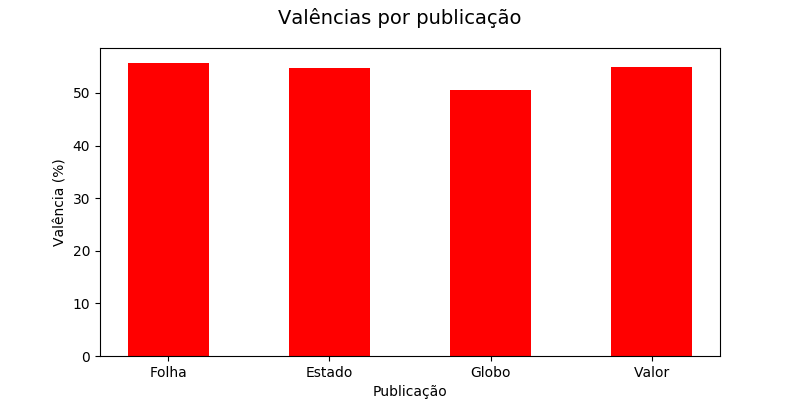 Valências por publicação
Valência (%)
50
40
30
20
10
0
Folha Estado Globo Valor
Publicação